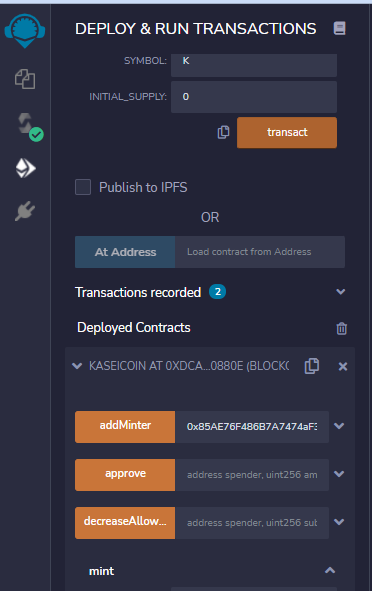 DEPLOY & RUN TRANSACTIONS
SYMBOL: K
INITIAL_SUPPLY: 0
transact
Publish to IPFS
OR
At Address Load contract from Address
Transactions recorded 2
Deployed Contracts
KASEICOIN AT 0XDCA...0880E (BLOCKC
addMinter 0x85AE76F486B7A7474aF3
approve address spender, uint256 am
decreaseAllow... address spender, uint256 sub
mint